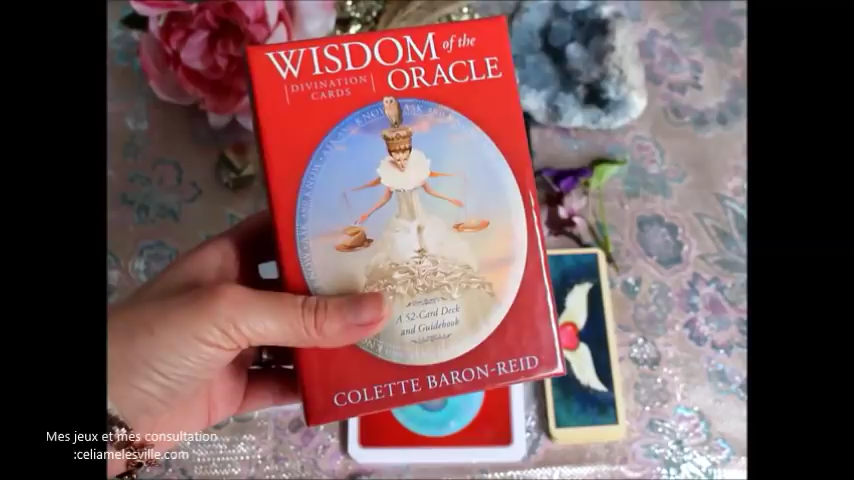 WISDOM of the
ORACLE
DIVINATION
CARDS
A 52-Card Deck
and Guidebook
COLETTE BARON-REID
Mes jeux et mes consultation
:celiamelesville.com